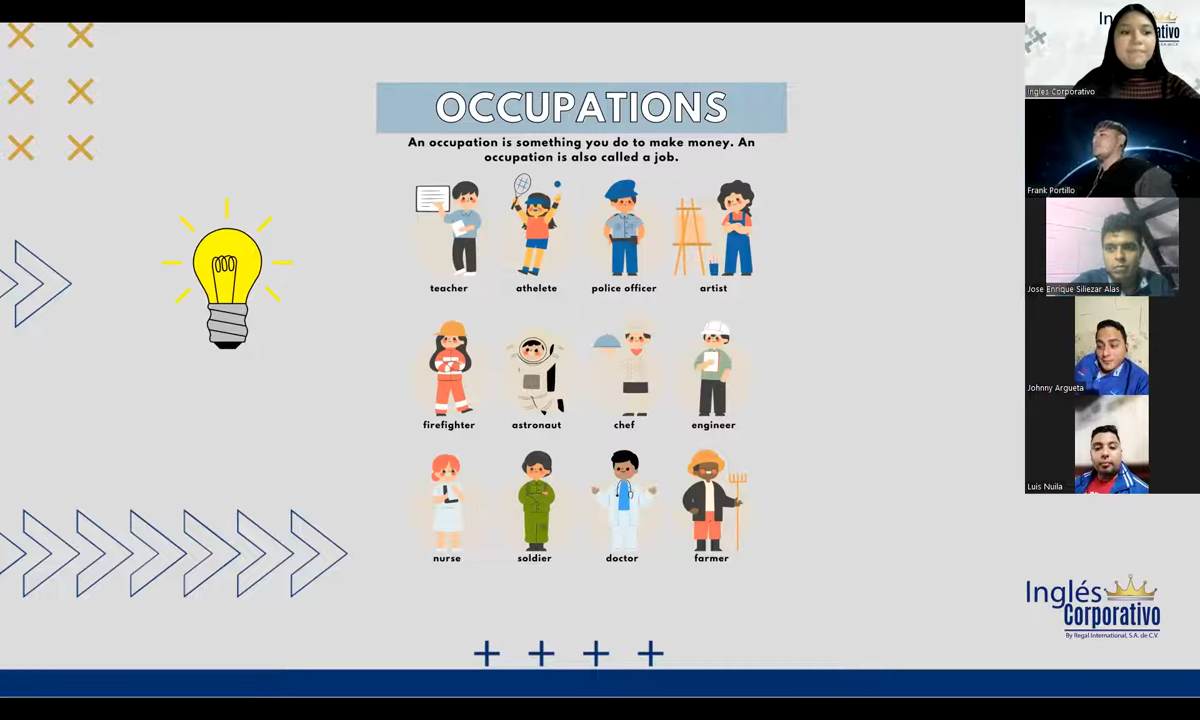 OCCUPATIONS
An occupation is something you do to make money. An
occupation is also called a job.
teacher
athelete
police officer
artist
firefighter
astronaut
chef
engineer
nurse
soldier
doctor
farmer
Inglés Corporativo
Frank Portillo
Jose Enrique Siliezar Alas
Johnny Argueta
Luis Nuila
Inglés
Corporativo
By Regal International, S.A. de C.V.